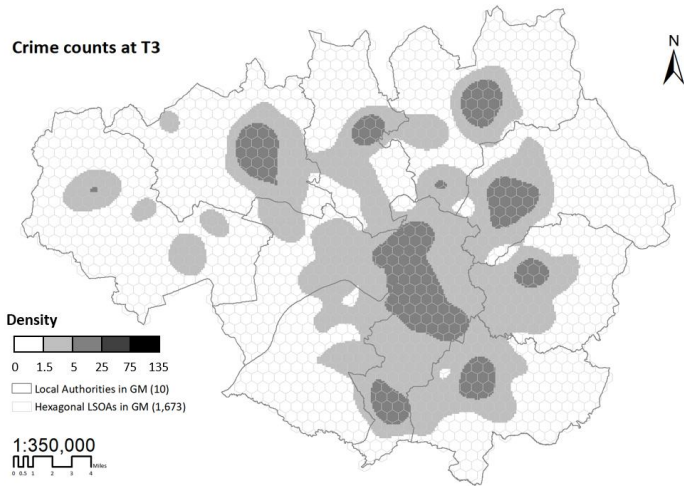 Crime counts at T3
N
Density
0 1.5 5 25 75 135
Local Authorities in GM (10)
Hexagonal LSOAs in GM (1,673)
1:350,000
Miles
0 0.5 1 2 3 4